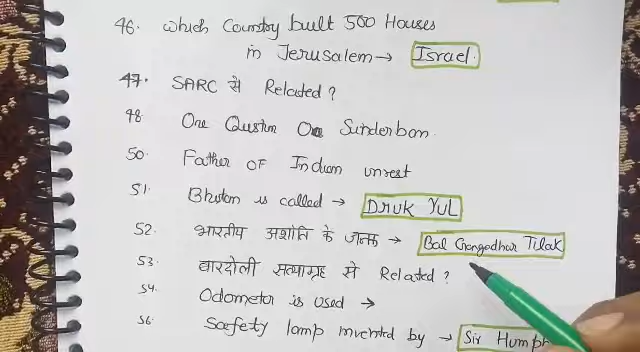 46. which Country built 500 Houses
in Jerusalem → Israel.
47. SARC से Related?
48 One Qustion On Sunderban.
50. Father OF Indian unrest
51. Bhutan is called → DRUK YUL
52. भारतीय अशांति के जनक → Bal Gangadhar Tilak
53. बारदोली सत्याग्रह से Related?
54. Odometer is used →
56. Safety lamp invented by → Sir Humph